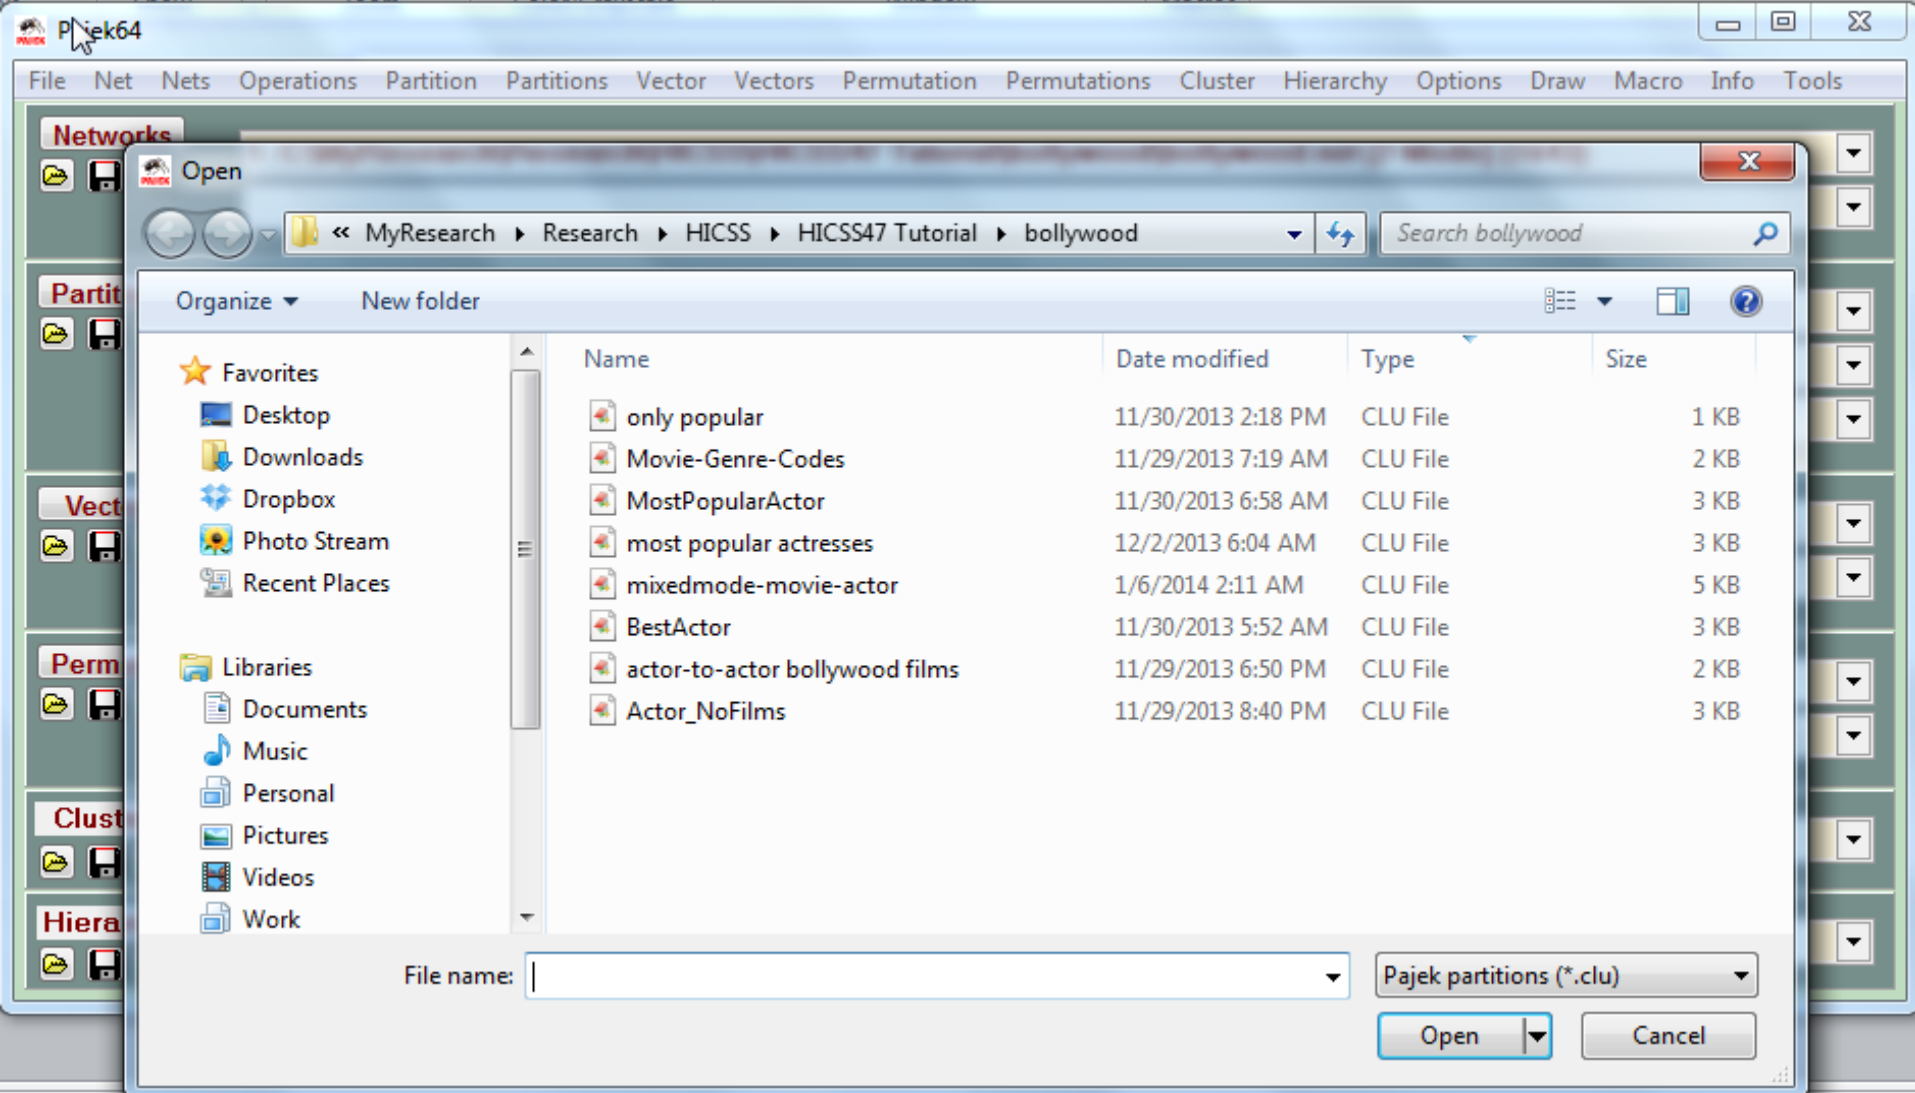 Pajek64
File Net Nets Operations Partition Partitions Vector Vectors Permutation Permutations Cluster Hierarchy Options Draw Macro Info Tools
Networks
Open
« MyResearch Research HICSS HICSS47 Tutorial bollywood
Search bollywood
Partit
Organize New folder
Name Date modified Type Size
Favorites
Desktop
Downloads
Dropbox
Photo Stream
Recent Places
Libraries
Documents
Music
Personal
Pictures
Videos
Work
only popular 11/30/2013 2:18 PM CLU File 1 KB
Movie-Genre-Codes 11/29/2013 7:19 AM CLU File 2 KB
MostPopularActor 11/30/2013 6:58 AM CLU File 3 KB
most popular actresses 12/2/2013 6:04 AM CLU File 3 KB
mixedmode-movie-actor 1/6/2014 2:11 AM CLU File 5 KB
BestActor 11/30/2013 5:52 AM CLU File 3 KB
actor-to-actor bollywood films 11/29/2013 6:50 PM CLU File 2 KB
Actor_NoFilms 11/29/2013 8:40 PM CLU File 3 KB
Vect
Perm
Clust
Hiera
File name:
Pajek partitions (*.clu)
Open
Cancel